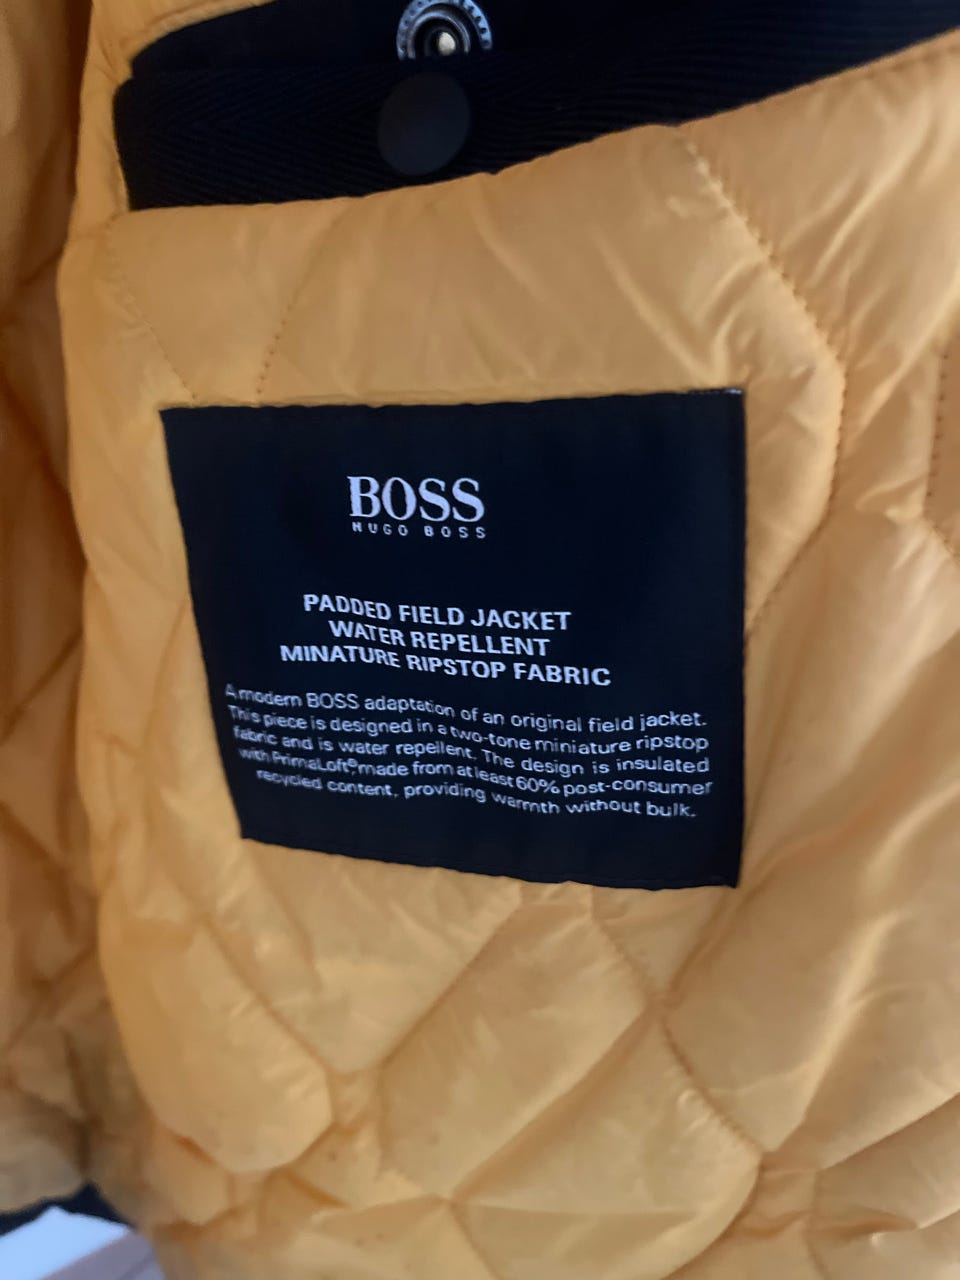 BOSS
HUGO BOSS
PADDED FIELD JACKET
WATER REPELLENT
MINATURE RIPSTOP FABRIC
A modern BOSS adaptation of an original field jacket.
This piece is designed in a two-tone miniature ripstop
fabric and is water repellent. The design is insulated
with PrimaLoft®, made from at least 60% post-consumer
recycled content, providing warmth without bulk.